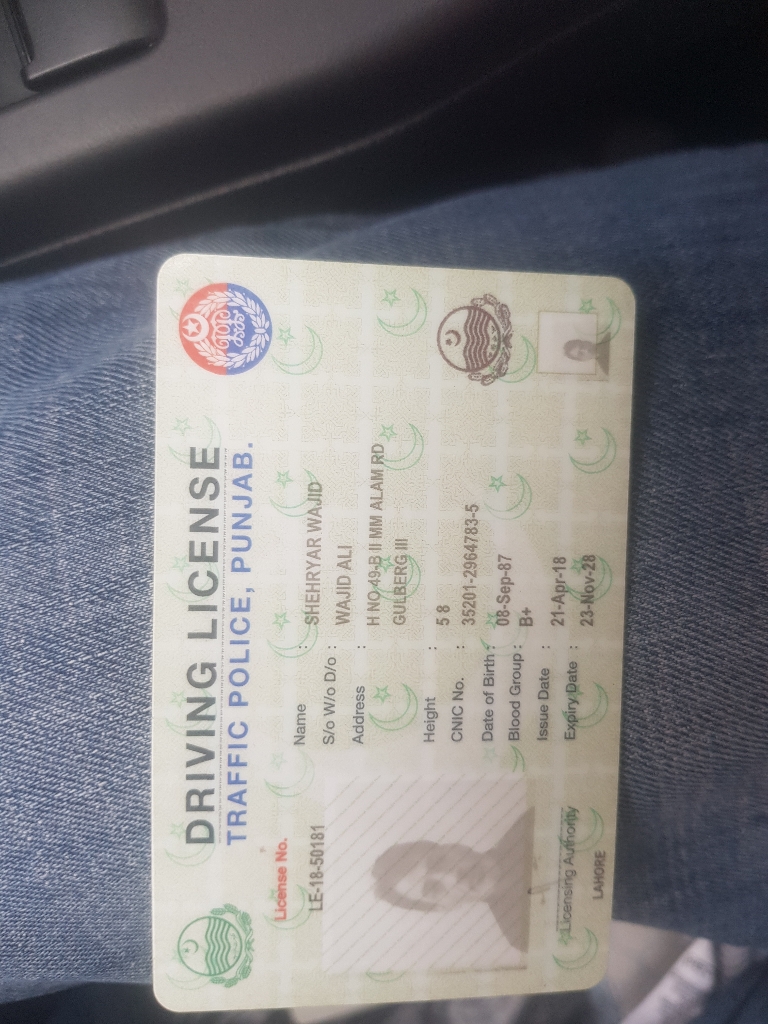 DRIVING LICENSE
TRAFFIC POLICE, PUNJAB.
License No.
LE-18-50181
Name : SHEHRYAR WAJID
S/o W/o D/o : WAJID ALI
Address : H NO 49-B II MM ALAM RD
GULBERG III
Height : 5 8
CNIC No. : 35201-2964783-5
Date of Birth : 08-Sep-87
Blood Group : B+
Issue Date : 21-Apr-18
Expiry Date : 23-Nov-28
Licensing Authority
LAHORE